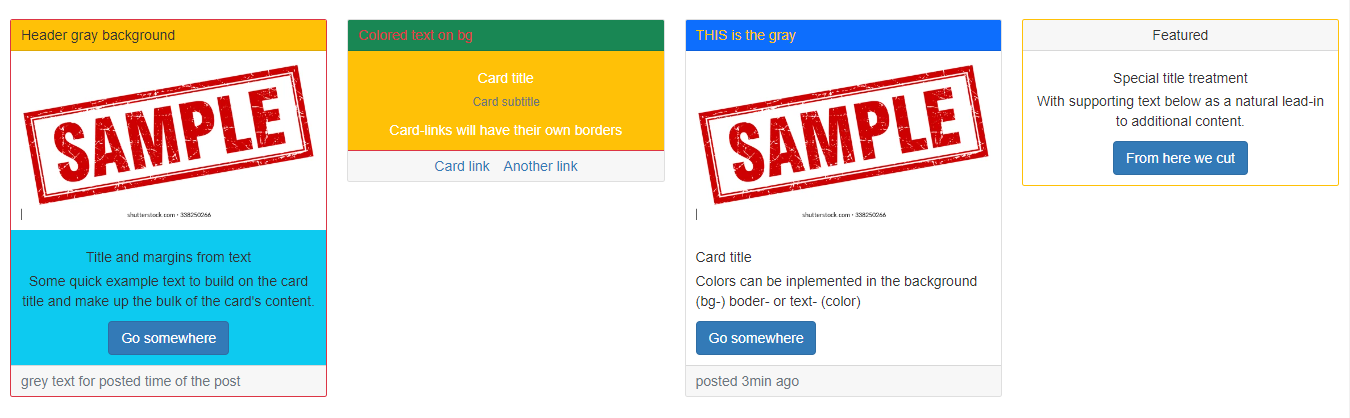 Header gray background
SAMPLE
shutterstock.com · 338250266
Title and margins from text
Some quick example text to build on the card
title and make up the bulk of the card's content.
Go somewhere
grey text for posted time of the post
Colored text on bg
Card title
Card subtitle
Card-links will have their own borders
Card link Another link
THIS is the gray
SAMPLE
shutterstock.com · 338250266
Card title
Colors can be inplemented in the background
(bg-) boder- or text- (color)
Go somewhere
posted 3min ago
Featured
Special title treatment
With supporting text below as a natural lead-in
to additional content.
From here we cut